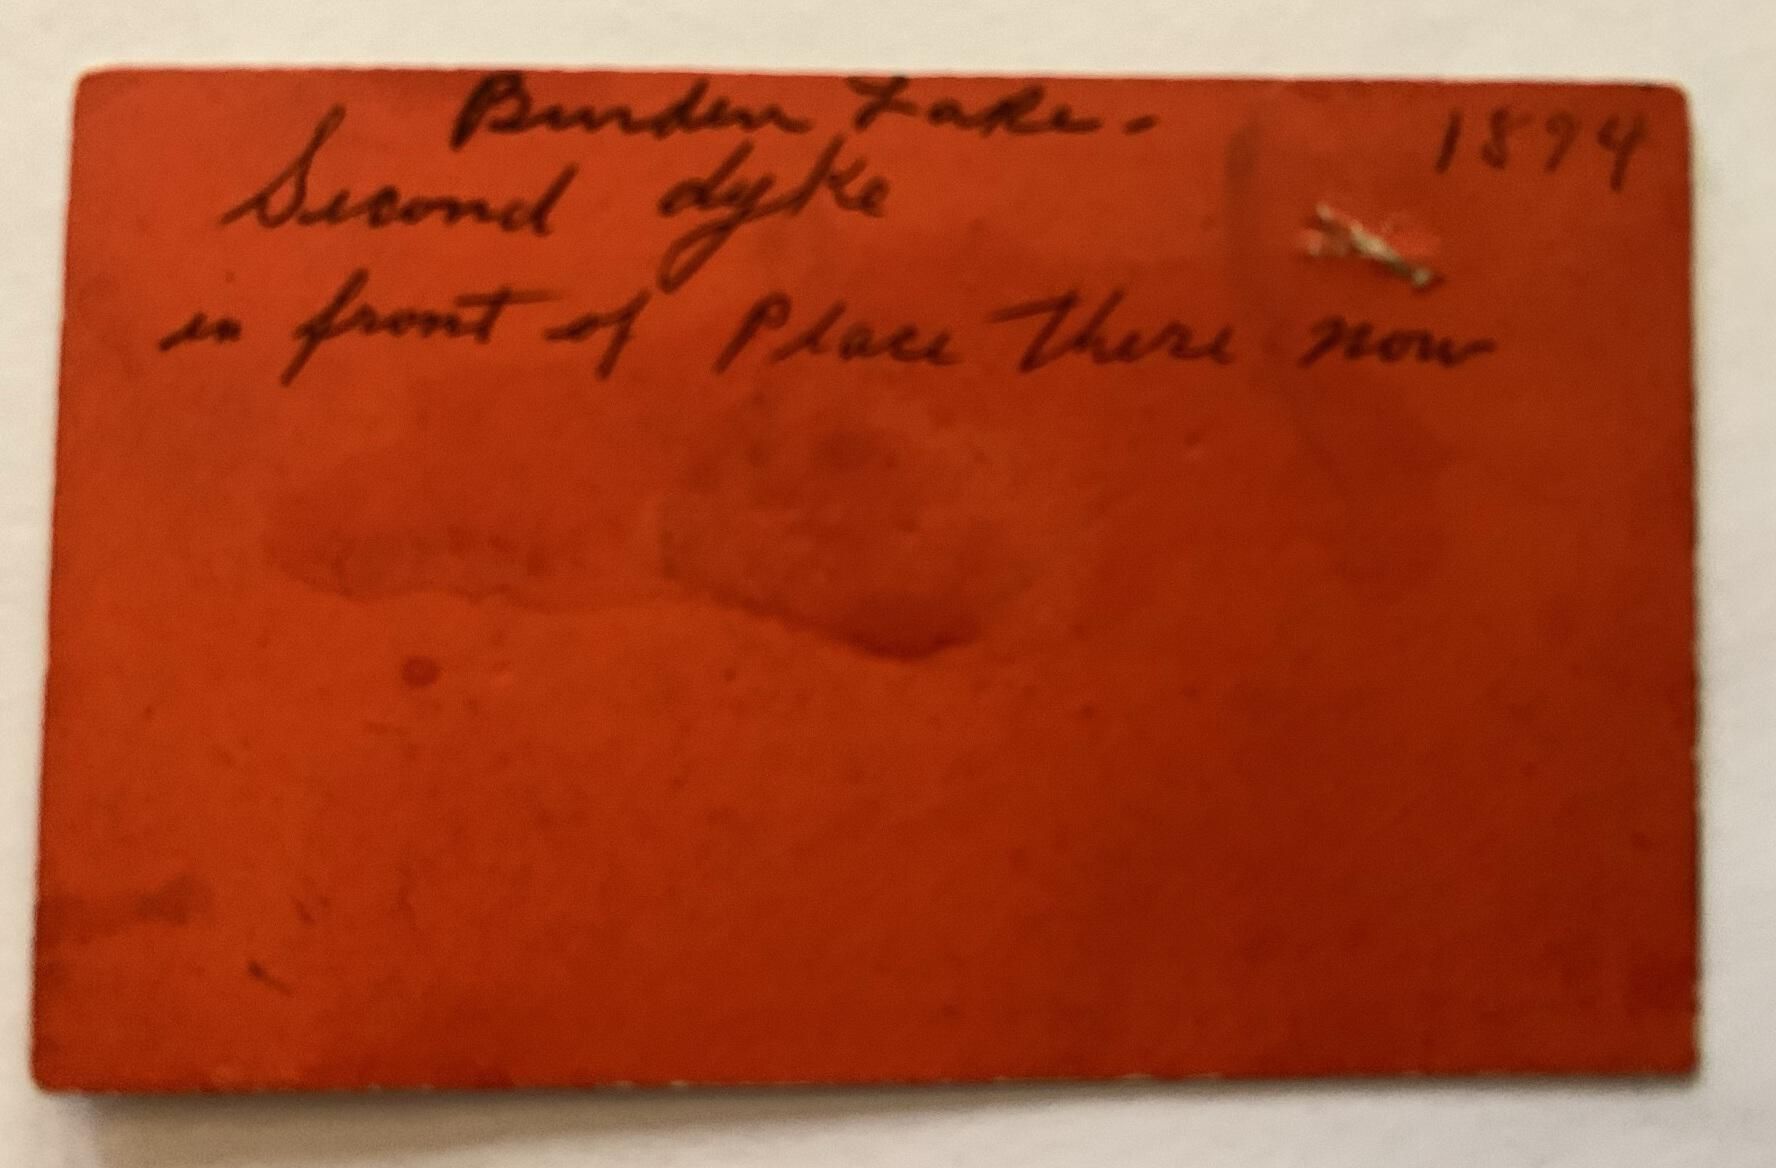 Burden Lake. 1894
Second dyke
in front of Place There now